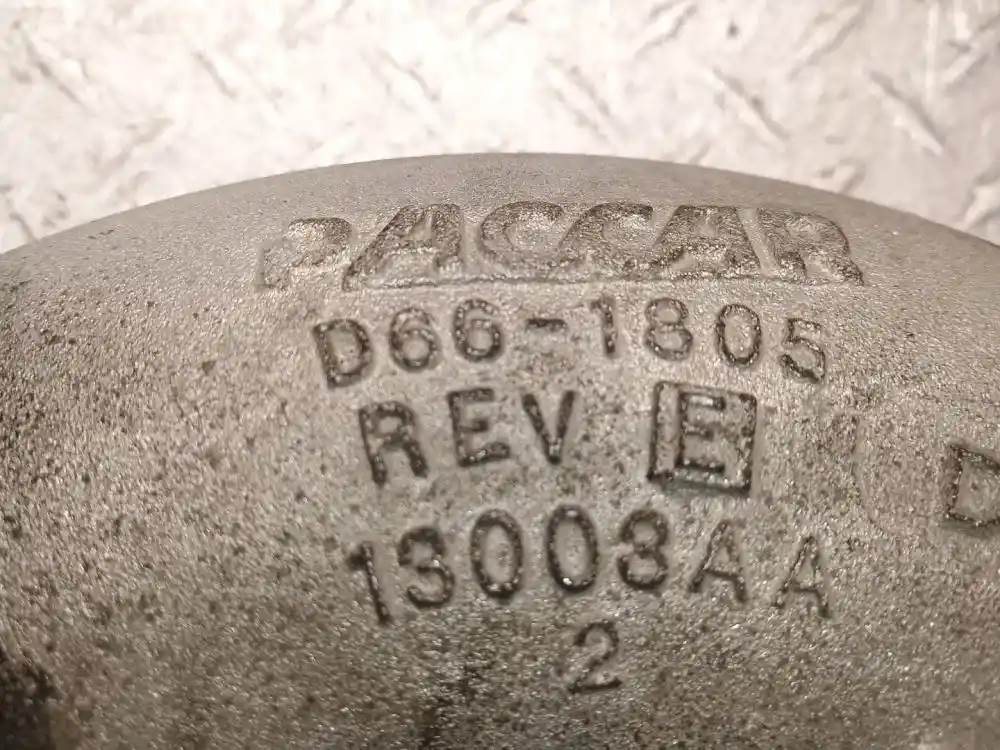 PACCAR
D66-1805
REV E
13003AA
2